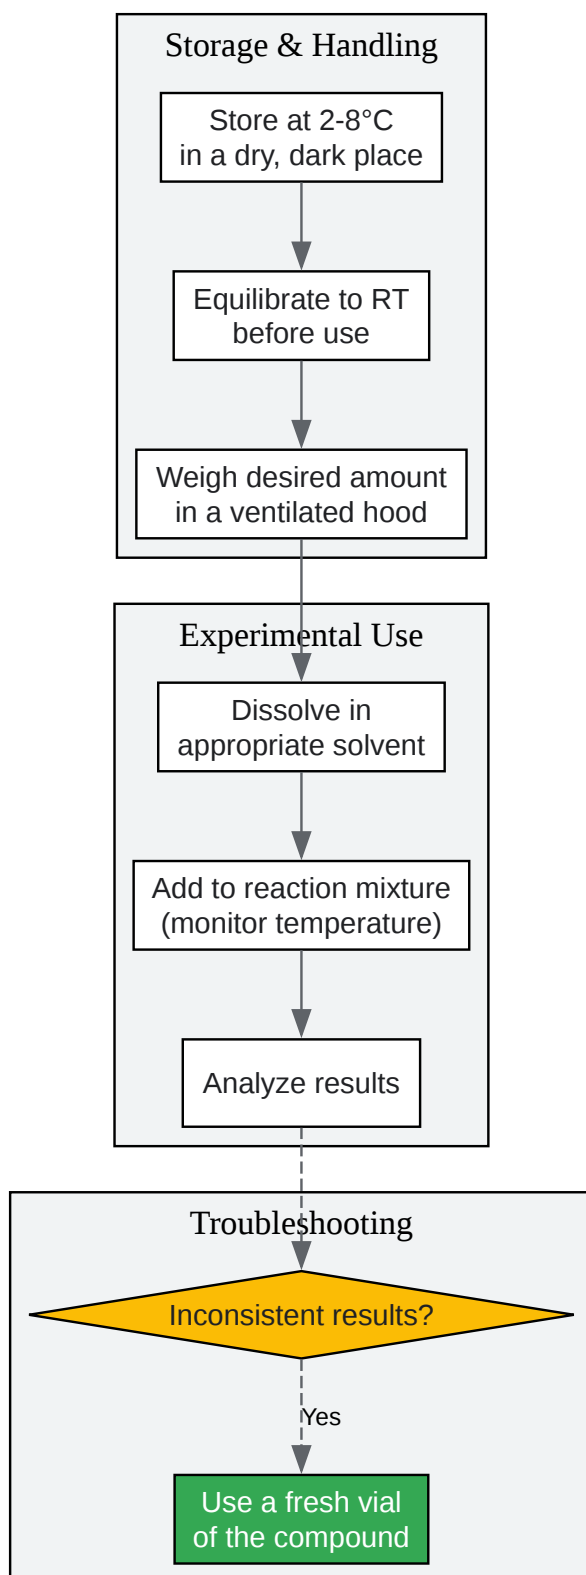 Storage & Handling
Store at 2-8°C
in a dry, dark place
Equilibrate to RT
before use
Weigh desired amount
in a ventilated hood
Experimental Use
Dissolve in
appropriate solvent
Add to reaction mixture
(monitor temperature)
Analyze results
Troubleshooting
Inconsistent results?
Yes
Use a fresh vial
of the compound